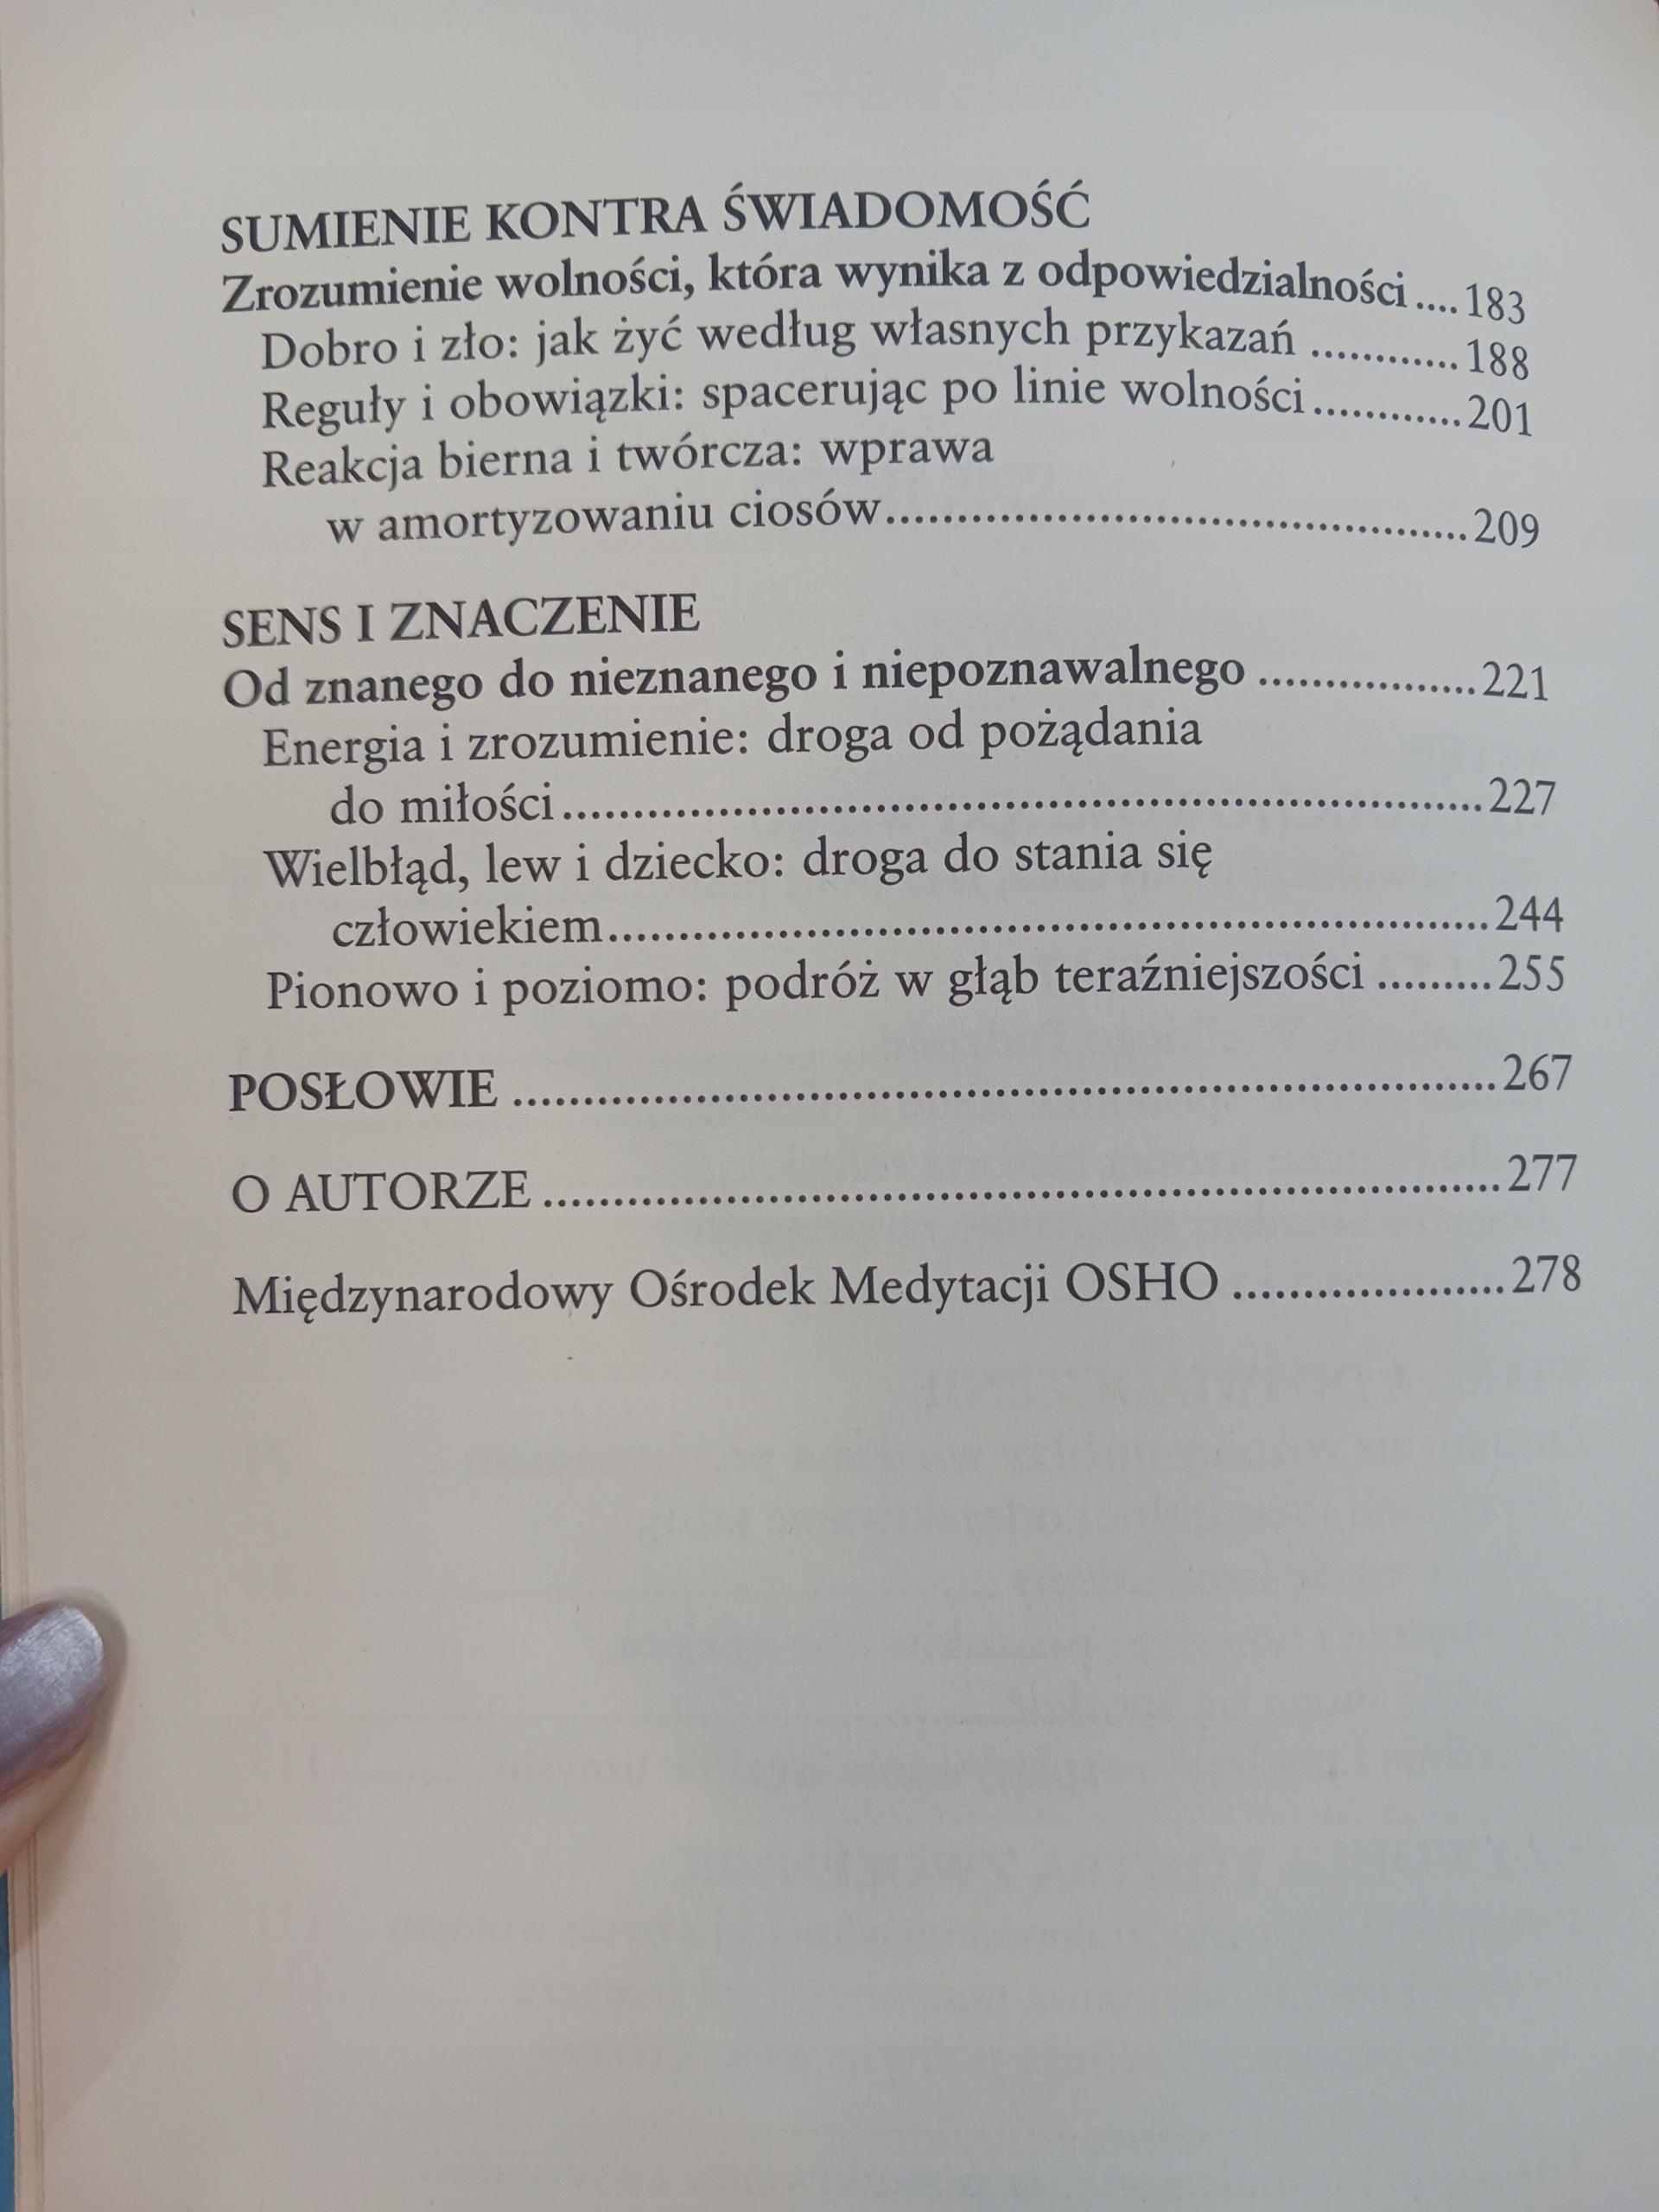 SUMIENIE KONTRA ŚWIADOMOŚĆ
Zrozumienie wolności, która wynika z odpowiedzialności .... 183
Dobro i zło: jak żyć według własnych przykazań ............ 188
Reguły i obowiązki: spacerując po linie wolności ............ 201
Reakcja bierna i twórcza: wprawa
w amortyzowaniu ciosów ................................................ 209
SENS I ZNACZENIE
Od znanego do nieznanego i niepoznawalnego ................. 221
Energia i zrozumienie: droga od pożądania
do miłości ................................................................ 227
Wielbłąd, lew i dziecko: droga do stania się
człowiekiem ................................................................ 244
Pionowo i poziomo: podróż w głąb teraźniejszości ......... 255
POSŁOWIE ........................................................................ 267
O AUTORZE ..................................................................... 277
Międzynarodowy Ośrodek Medytacji OSHO .................... 278